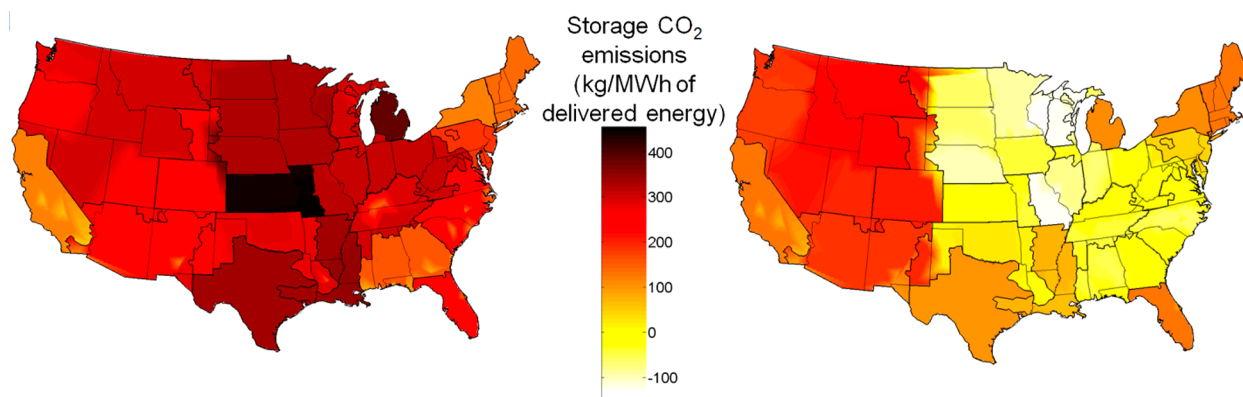 Storage CO₂
emissions
(kg/MWh of
delivered energy)
400
300
200
100
0
-100